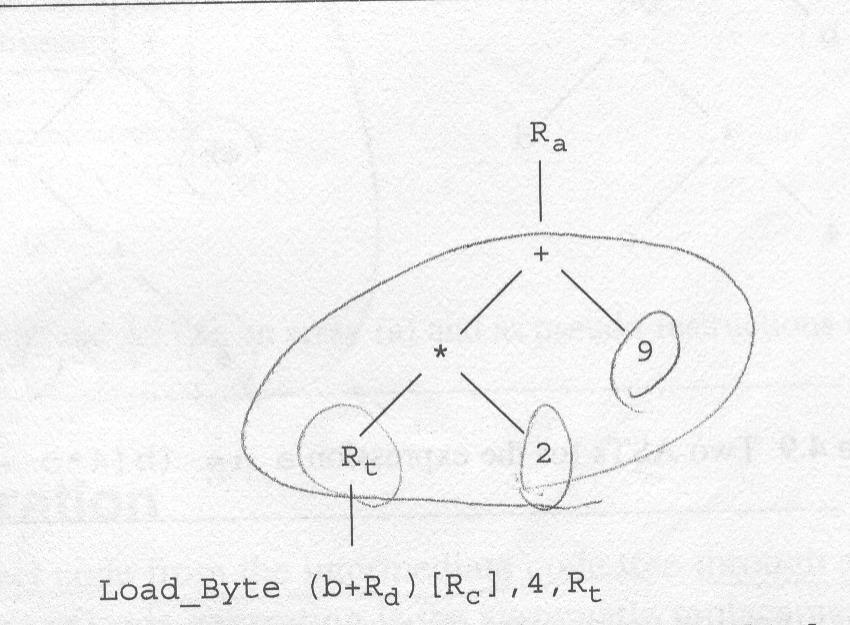 Ra
+
* 9
Rt 2
Load_Byte (b+Rd)[Rc],4,Rt